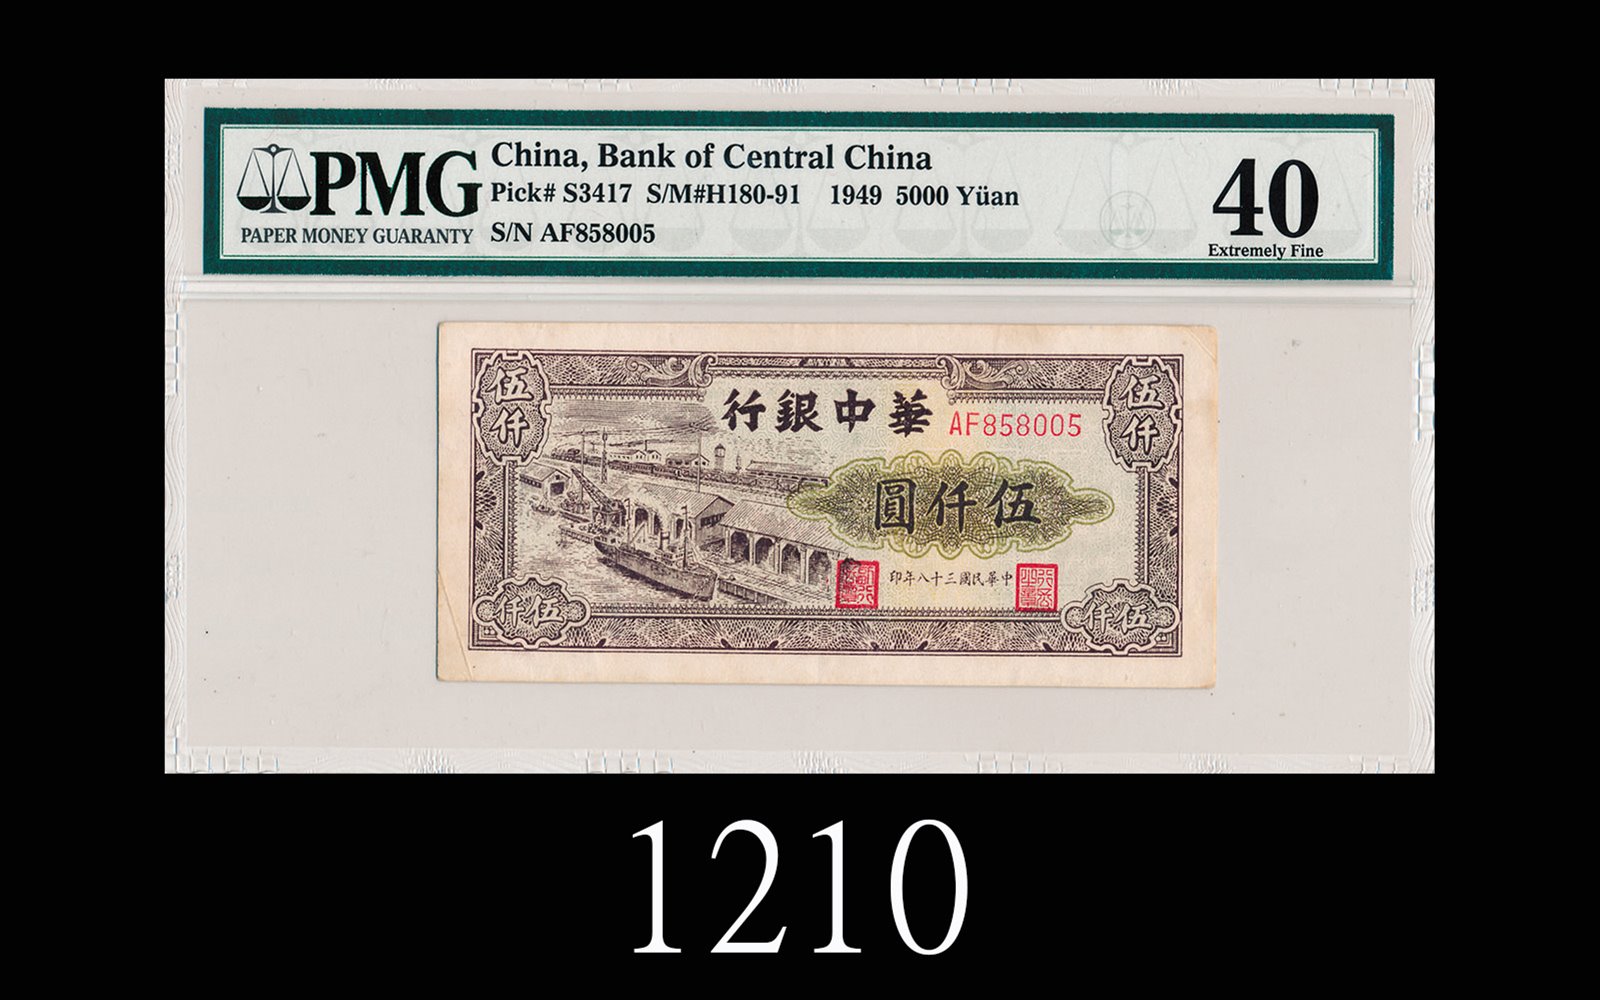 PMG
PAPER MONEY GUARANTY
China, Bank of Central China
Pick# S3417 S/M#H180-91 1949 5000 Yüan
S/N AF858005
40
Extremely Fine
伍仟
伍仟
華中銀行
AF858005
伍仟圓
中華民國三十八年印
伍仟
伍仟
1210